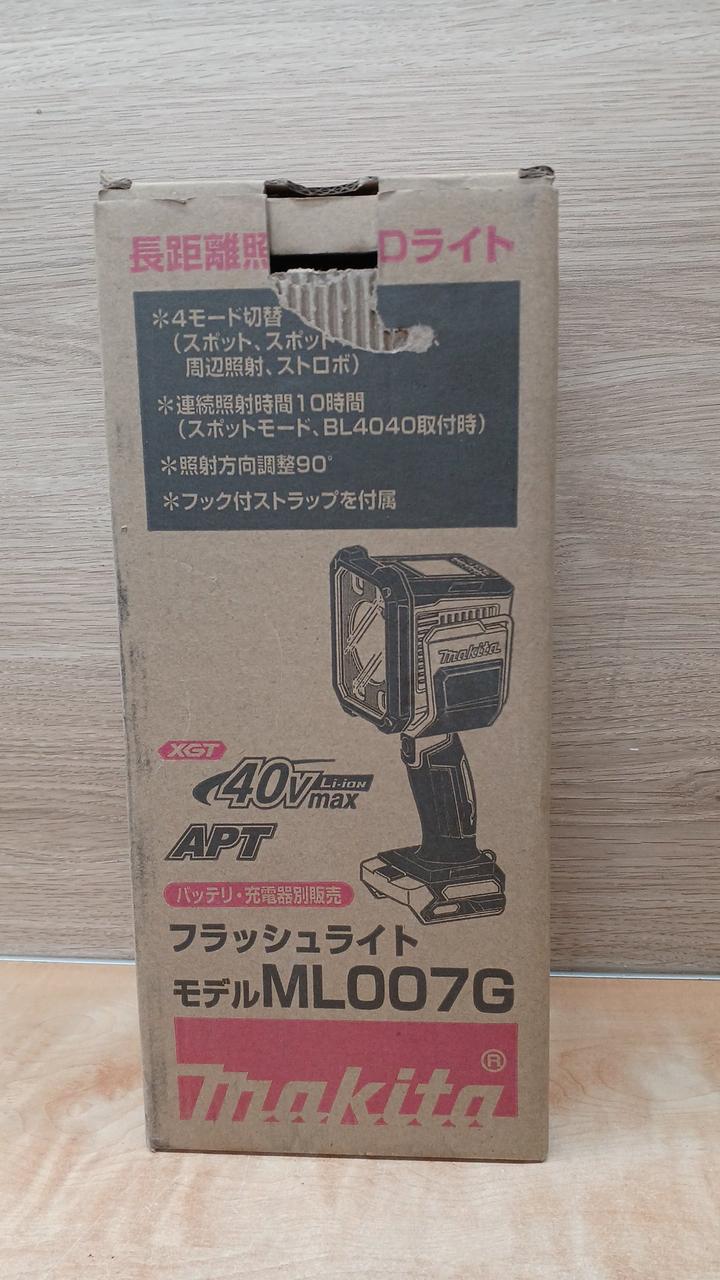 長距離照 Dライト
＊4モード切替
(スポット、スポット
周辺照射、ストロボ)
＊連続照射時間10時間
(スポットモード、BL4040取付時)
＊照射方向調整90°
＊フック付ストラップを付属
makita
XGT
40Vmax Li-ion
APT
バッテリ・充電器別販売
フラッシュライト
モデルML007G
makita®